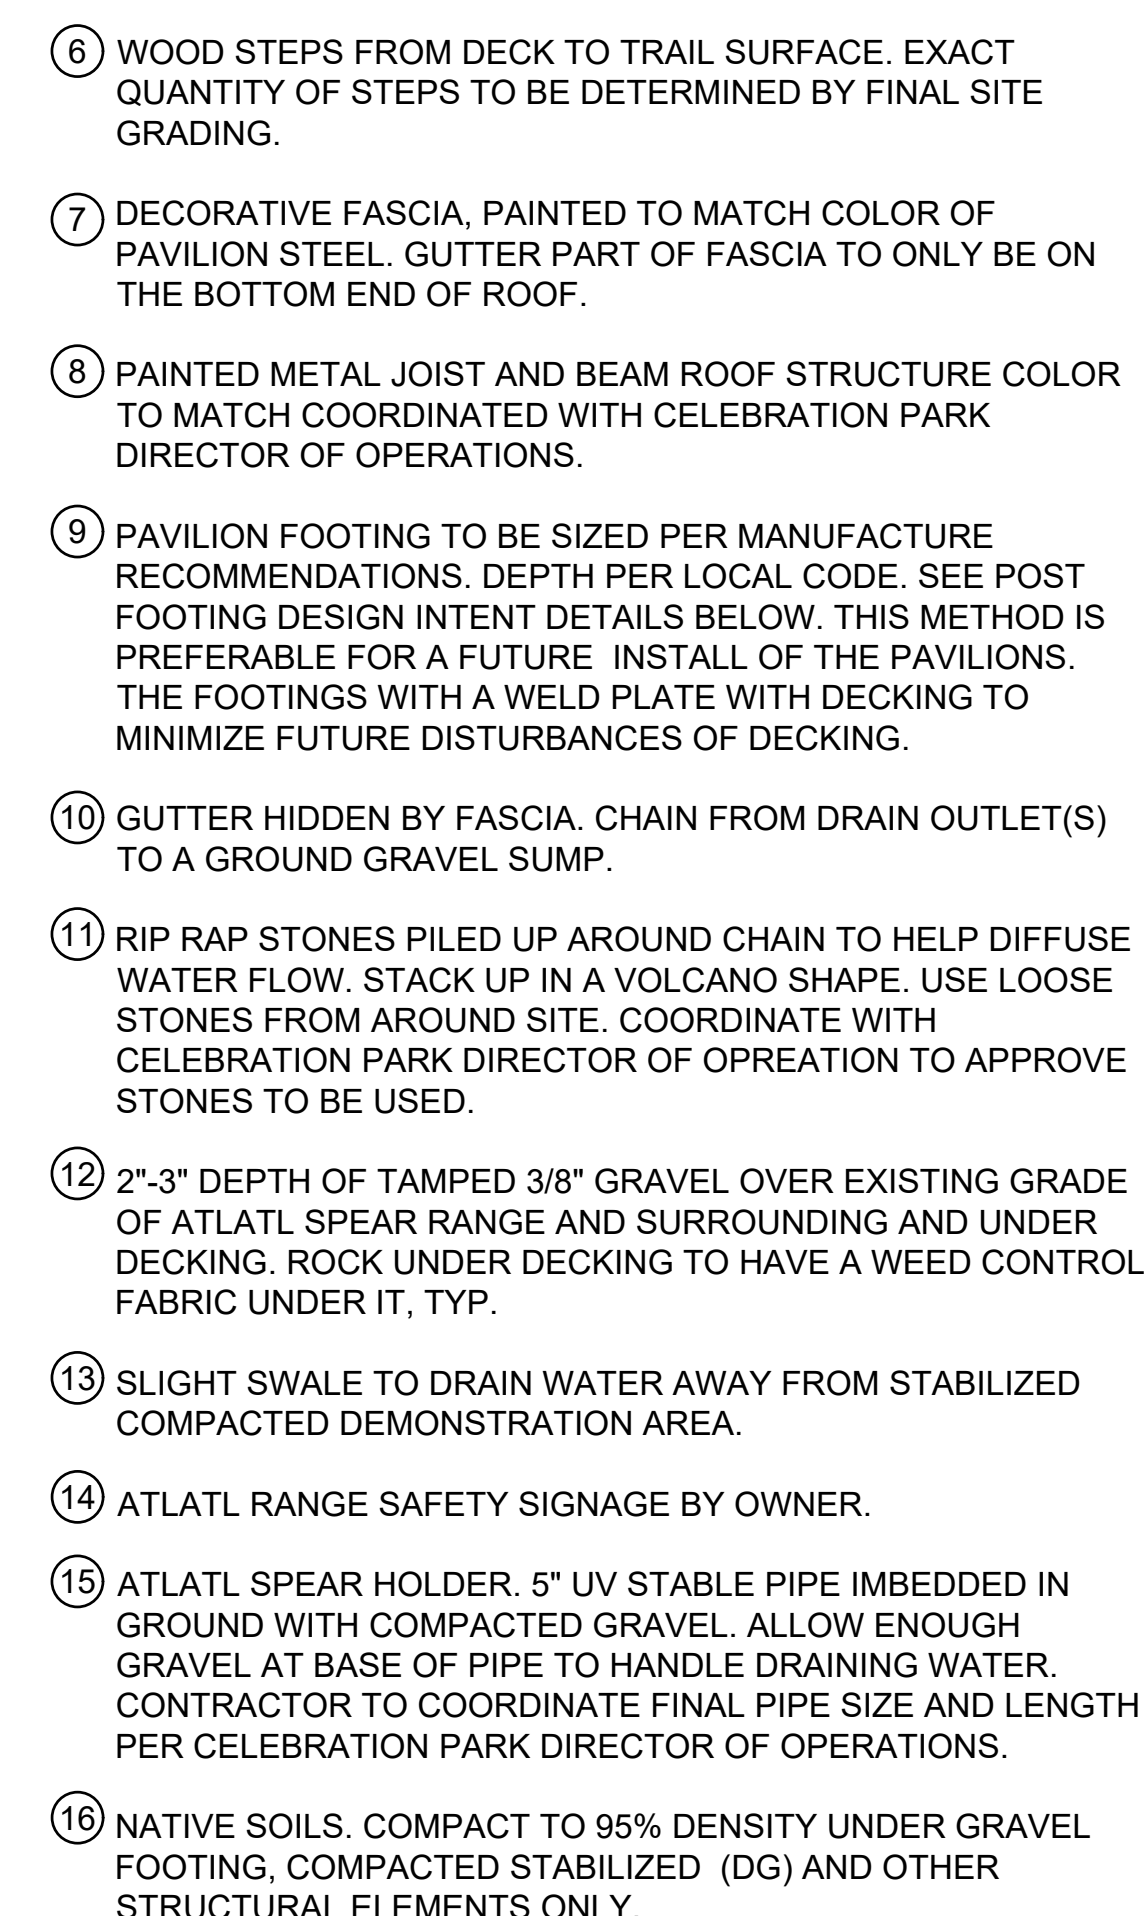 6 WOOD STEPS FROM DECK TO TRAIL SURFACE. EXACT
QUANTITY OF STEPS TO BE DETERMINED BY FINAL SITE
GRADING.
7 DECORATIVE FASCIA, PAINTED TO MATCH COLOR OF
PAVILION STEEL. GUTTER PART OF FASCIA TO ONLY BE ON
THE BOTTOM END OF ROOF.
8 PAINTED METAL JOIST AND BEAM ROOF STRUCTURE COLOR
TO MATCH COORDINATED WITH CELEBRATION PARK
DIRECTOR OF OPERATIONS.
9 PAVILION FOOTING TO BE SIZED PER MANUFACTURE
RECOMMENDATIONS. DEPTH PER LOCAL CODE. SEE POST
FOOTING DESIGN INTENT DETAILS BELOW. THIS METHOD IS
PREFERABLE FOR A FUTURE  INSTALL OF THE PAVILIONS.
THE FOOTINGS WITH A WELD PLATE WITH DECKING TO
MINIMIZE FUTURE DISTURBANCES OF DECKING.
10 GUTTER HIDDEN BY FASCIA. CHAIN FROM DRAIN OUTLET(S)
TO A GROUND GRAVEL SUMP.
11 RIP RAP STONES PILED UP AROUND CHAIN TO HELP DIFFUSE
WATER FLOW. STACK UP IN A VOLCANO SHAPE. USE LOOSE
STONES FROM AROUND SITE. COORDINATE WITH
CELEBRATION PARK DIRECTOR OF OPREATION TO APPROVE
STONES TO BE USED.
12 2"-3" DEPTH OF TAMPED 3/8" GRAVEL OVER EXISTING GRADE
OF ATLATL SPEAR RANGE AND SURROUNDING AND UNDER
DECKING. ROCK UNDER DECKING TO HAVE A WEED CONTROL
FABRIC UNDER IT, TYP.
13 SLIGHT SWALE TO DRAIN WATER AWAY FROM STABILIZED
COMPACTED DEMONSTRATION AREA.
14 ATLATL RANGE SAFETY SIGNAGE BY OWNER.
15 ATLATL SPEAR HOLDER. 5" UV STABLE PIPE IMBEDDED IN
GROUND WITH COMPACTED GRAVEL. ALLOW ENOUGH
GRAVEL AT BASE OF PIPE TO HANDLE DRAINING WATER.
CONTRACTOR TO COORDINATE FINAL PIPE SIZE AND LENGTH
PER CELEBRATION PARK DIRECTOR OF OPERATIONS.
16 NATIVE SOILS. COMPACT TO 95% DENSITY UNDER GRAVEL
FOOTING, COMPACTED STABILIZED  (DG) AND OTHER
STRUCTURAL ELEMENTS ONLY.